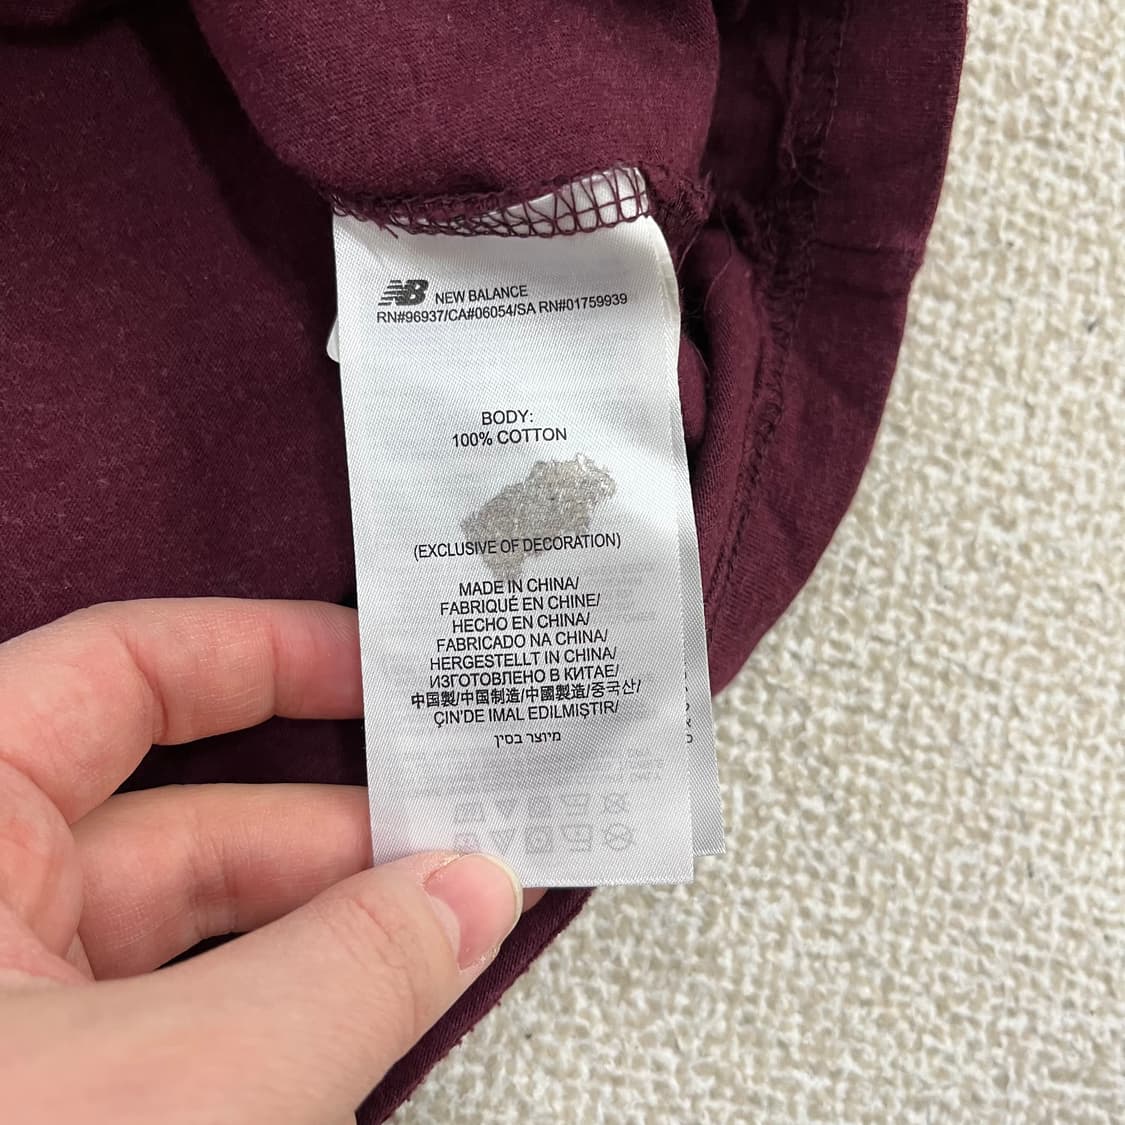 NB NEW BALANCE
RN#96937/CA#06054/SA RN#01759939
BODY:
100% COTTON
(EXCLUSIVE OF DECORATION)
MADE IN CHINA/
FABRIQUÉ EN CHINE/
HECHO EN CHINA/
FABRICADO NA CHINA/
HERGESTELLT IN CHINA/
ИЗГОТОВЛЕНО В КИТАЕ/
中国製/中国制造/中國製造/중국산/
ÇIN'DE IMAL EDILMIŞTIR/
מיוצר בסין